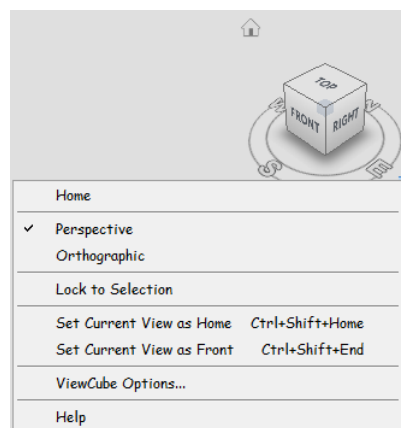 TOP
FRONT RIGHT
W N
S E
Home
Perspective
Orthographic
Lock to Selection
Set Current View as Home Ctrl+Shift+Home
Set Current View as Front Ctrl+Shift+End
ViewCube Options...
Help